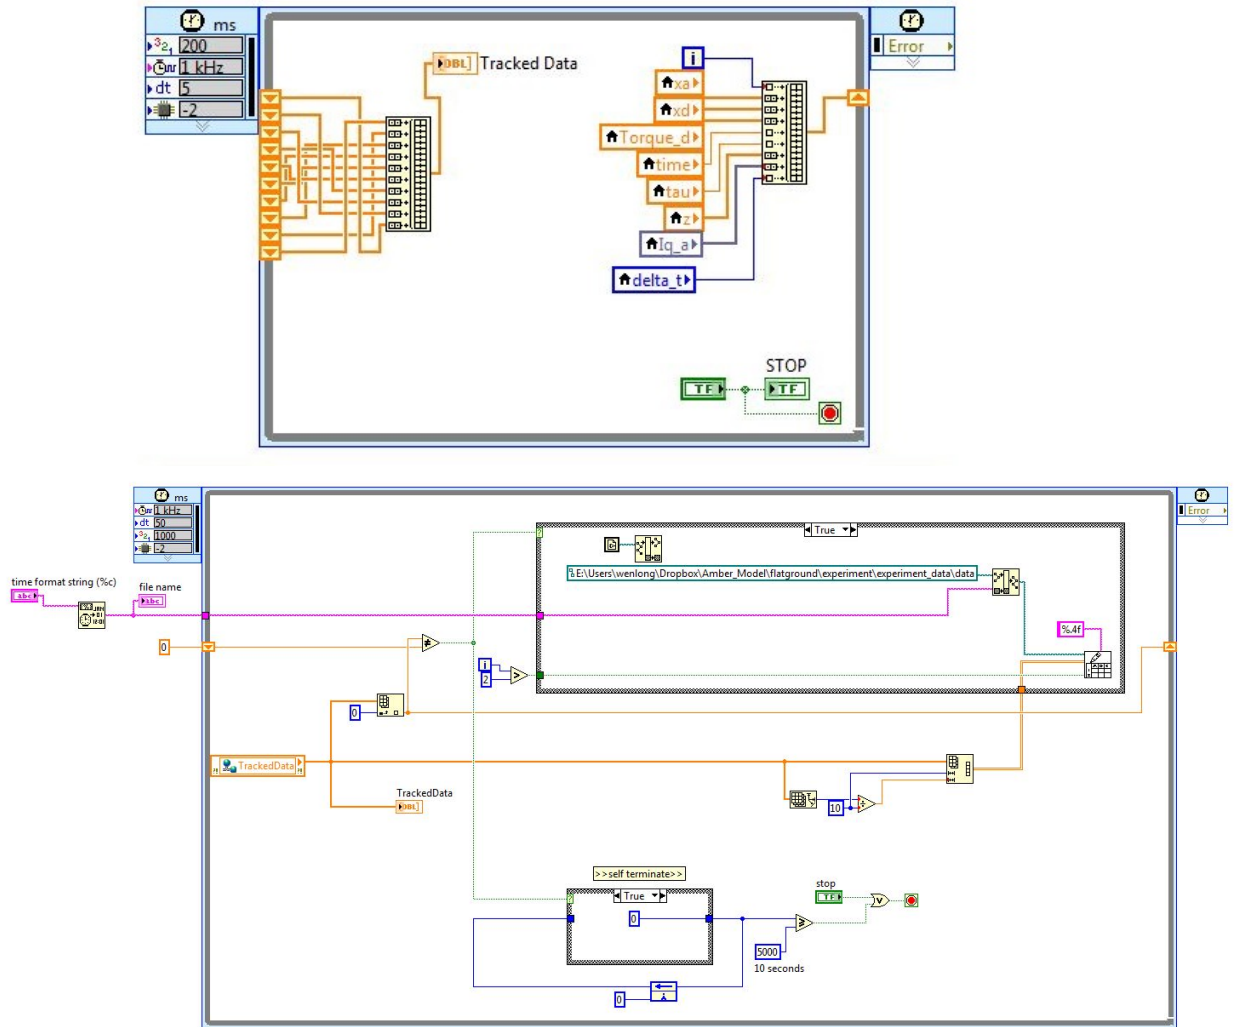 ms
200
1 kHz
dt 5
-2
Error
DBL] Tracked Data
i
xa
xd
Torque_d
time
tau
z
Iq_a
delta_t
STOP
TF
TF
ms
1 kHz
dt 50
1000
-2
Error
True
E:\Users\wenlong\Dropbox\Amber_Model\flatground\experiment\experiment_data\data
time format string (%c)
abc
file name
abc
%.4f
0
i
2
0
TrackedData
TrackedData
DBL]
10
>>self terminate>>
True
0
stop
TF
5000
10 seconds
0